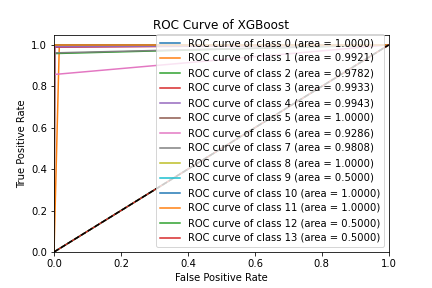 ROC Curve of XGBoost
True Positive Rate
1.0
0.8
0.6
0.4
0.2
0.0
ROC curve of class 0 (area = 1.0000)
ROC curve of class 1 (area = 0.9921)
ROC curve of class 2 (area = 0.9782)
ROC curve of class 3 (area = 0.9933)
ROC curve of class 4 (area = 0.9943)
ROC curve of class 5 (area = 1.0000)
ROC curve of class 6 (area = 0.9286)
ROC curve of class 7 (area = 0.9808)
ROC curve of class 8 (area = 1.0000)
ROC curve of class 9 (area = 0.5000)
ROC curve of class 10 (area = 1.0000)
ROC curve of class 11 (area = 1.0000)
ROC curve of class 12 (area = 0.5000)
ROC curve of class 13 (area = 0.5000)
0.0 0.2 0.4 0.6 0.8 1.0
False Positive Rate